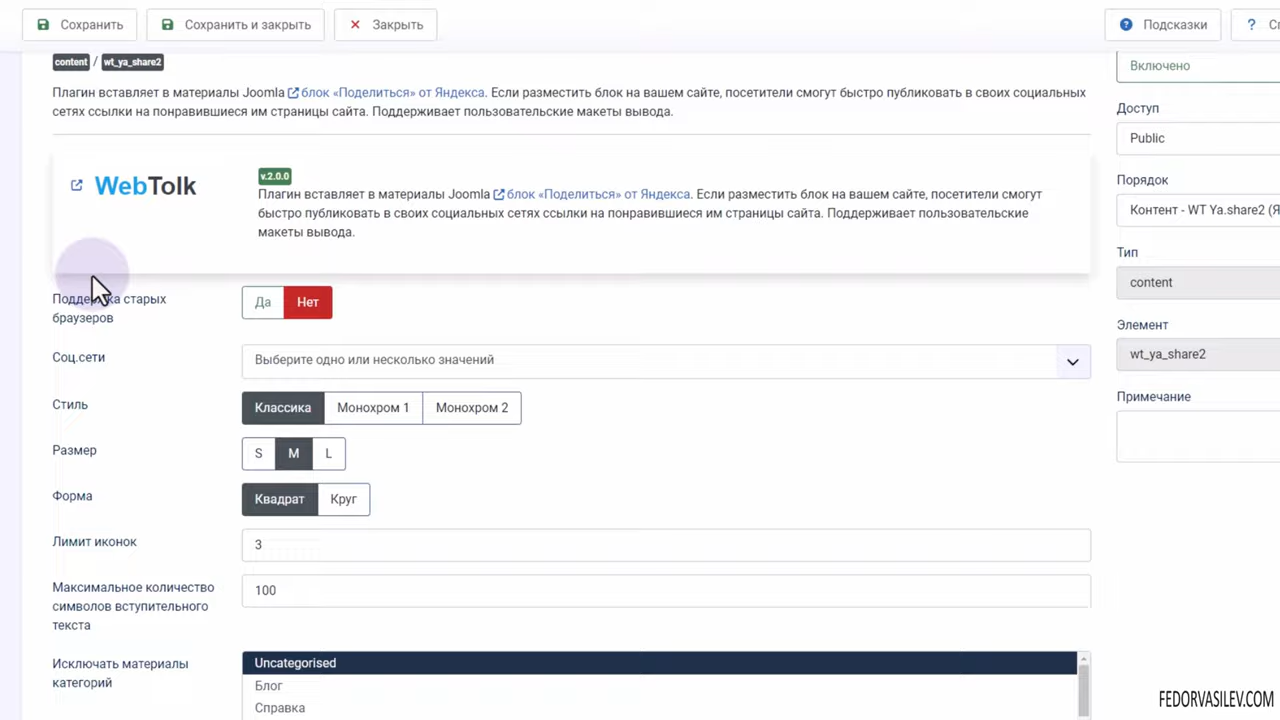 Сохранить
Сохранить и закрыть
Закрыть
Подсказки
content / wt_ya_share2
Плагин вставляет в материалы Joomla блок «Поделиться» от Яндекса. Если разместить блок на вашем сайте, посетители смогут быстро публиковать в своих социальных
сетях ссылки на понравившиеся им страницы сайта. Поддерживает пользовательские макеты вывода.
WebTolk
v.2.0.0
Плагин вставляет в материалы Joomla блок «Поделиться» от Яндекса. Если разместить блок на вашем сайте, посетители смогут
быстро публиковать в своих социальных сетях ссылки на понравившиеся им страницы сайта. Поддерживает пользовательские
макеты вывода.
Поддержка старых
браузеров
Да
Нет
Соц.сети
Выберите одно или несколько значений
Стиль
Классика
Монохром 1
Монохром 2
Размер
S
M
L
Форма
Квадрат
Круг
Лимит иконок
3
Максимальное количество
символов вступительного
текста
100
Исключать материалы
категорий
Uncategorised
Блог
Справка
Включено
Доступ
Public
Порядок
Контент - WT Ya.share2 (Я
Тип
content
Элемент
wt_ya_share2
Примечание
FEDORVASILEV.COM